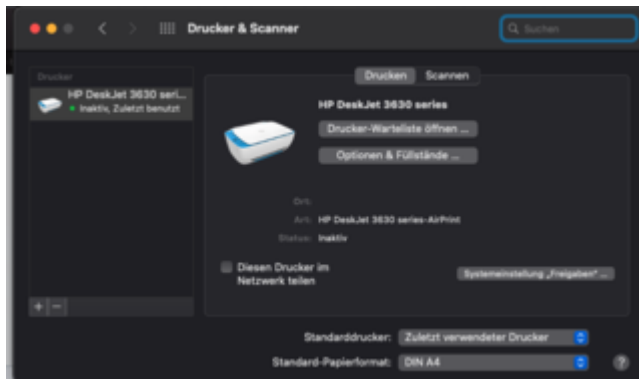 Drucker & Scanner
Suchen
Drucker
HP DeskJet 3630 seri...
Inaktiv, Zuletzt benutzt
Drucken Scannen
HP DeskJet 3630 series
Drucker-Warteliste öffnen ...
Optionen & Füllstände ...
Ort:
Art: HP DeskJet 3630 series-AirPrint
Status: Inaktiv
Diesen Drucker im
Netzwerk teilen
Systemeinstellung „Freigaben“ ...
Standarddrucker: Zuletzt verwendeter Drucker
Standard-Papierformat: DIN A4
?